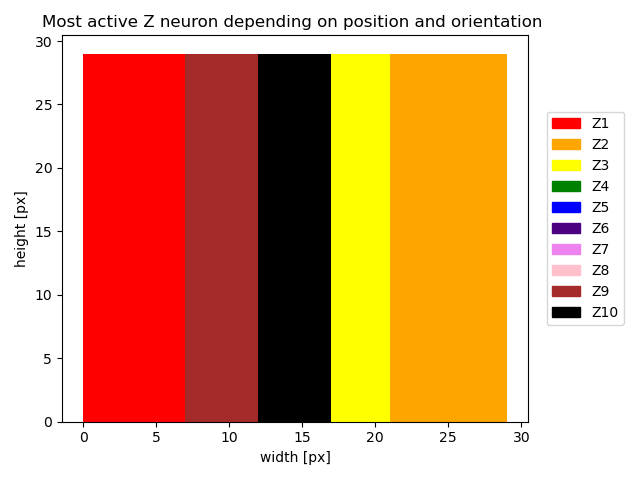 Most active Z neuron depending on position and orientation
30
25
20
15
10
5
0
height [px]
0 5 10 15 20 25 30
width [px]
Z1
Z2
Z3
Z4
Z5
Z6
Z7
Z8
Z9
Z10